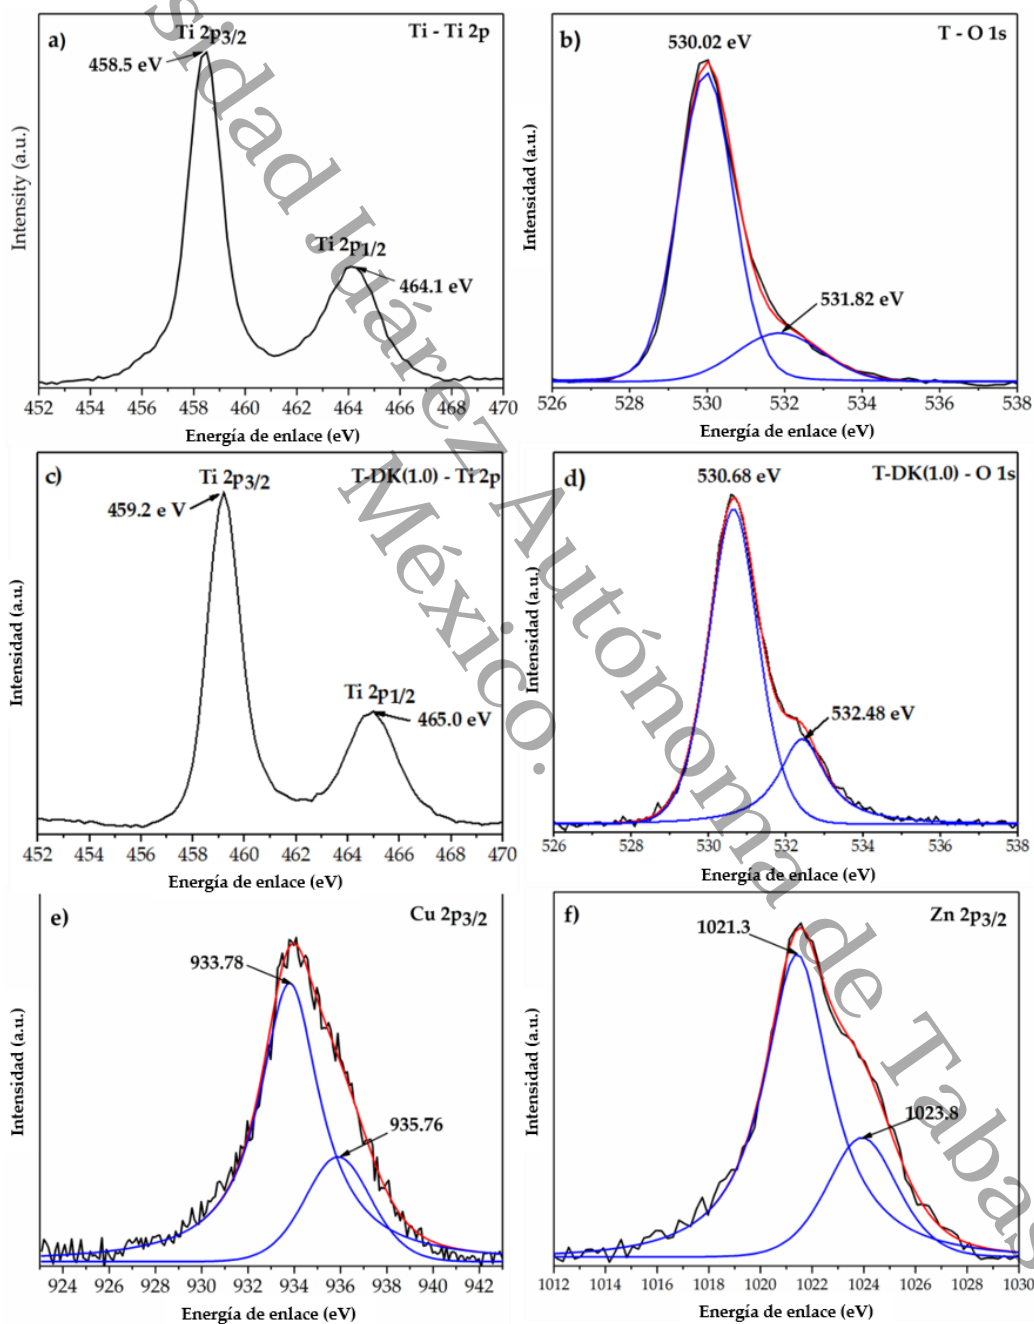 a)
Ti - Ti 2p
Ti 2p3/2
458.5 eV
Ti 2p1/2
464.1 eV
Intensity (a.u.)
452 454 456 458 460 462 464 466 468 470
Energía de enlace (eV)
b)
T - O 1s
530.02 eV
531.82 eV
Intensidad (a.u.)
526 528 530 532 534 536 538
Energía de enlace (eV)
c)
T-DK(1.0) - Ti 2p
Ti 2p3/2
459.2 e V
Ti 2p1/2
465.0 eV
Intensidad (a.u.)
452 454 456 458 460 462 464 466 468 470
Energía de enlace (eV)
d)
T-DK(1.0) - O 1s
530.68 eV
532.48 eV
Intensidad (a.u.)
526 528 530 532 534 536 538
Energía de enlace (eV)
e)
Cu 2p3/2
933.78
935.76
Intensidad (a.u.)
924 926 928 930 932 934 936 938 940 942
Energía de enlace (eV)
f)
Zn 2p3/2
1021.3
1023.8
Intensidad (a.u.)
1012 1014 1016 1018 1020 1022 1024 1026 1028 1030
Energía de enlace (eV)
sidad Juárez Autónoma de Tabas
México.